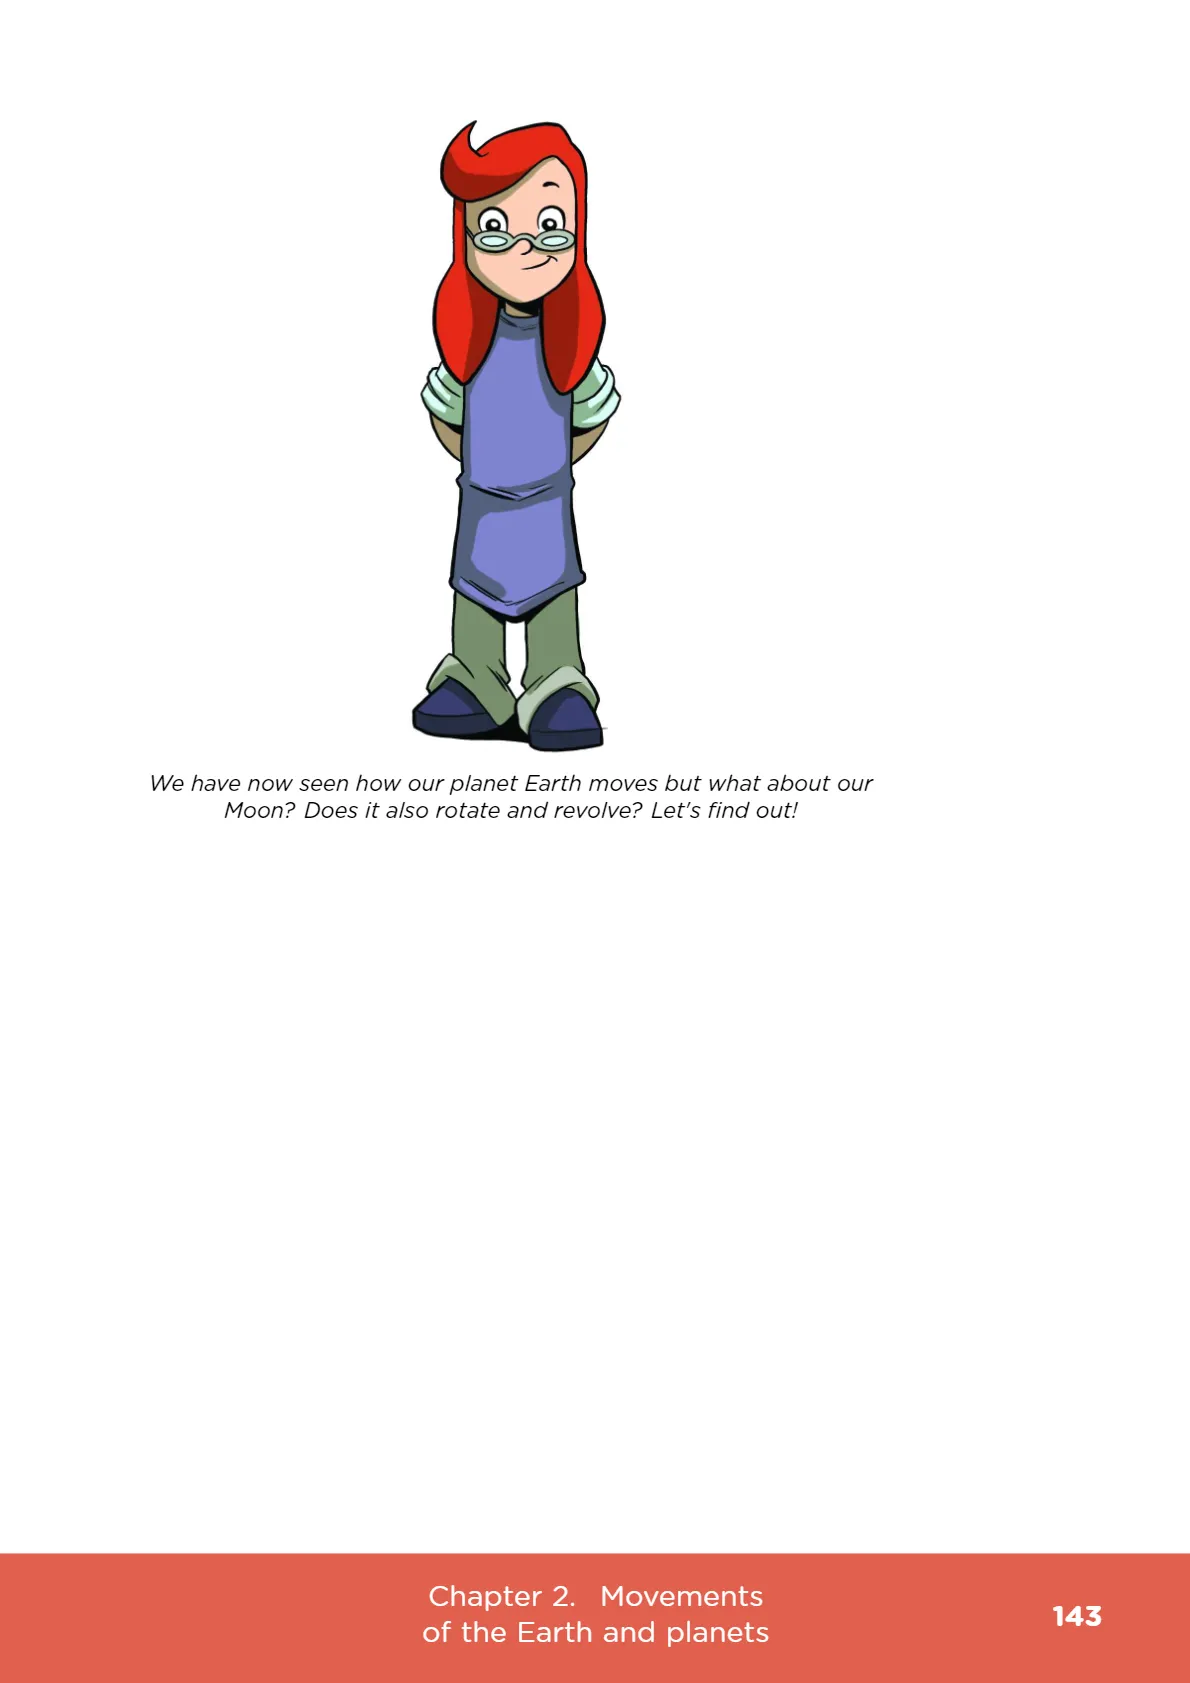 We have now seen how our planet Earth moves but what about our
Moon? Does it also rotate and revolve? Let's find out!
Chapter 2. Movements
of the Earth and planets
143